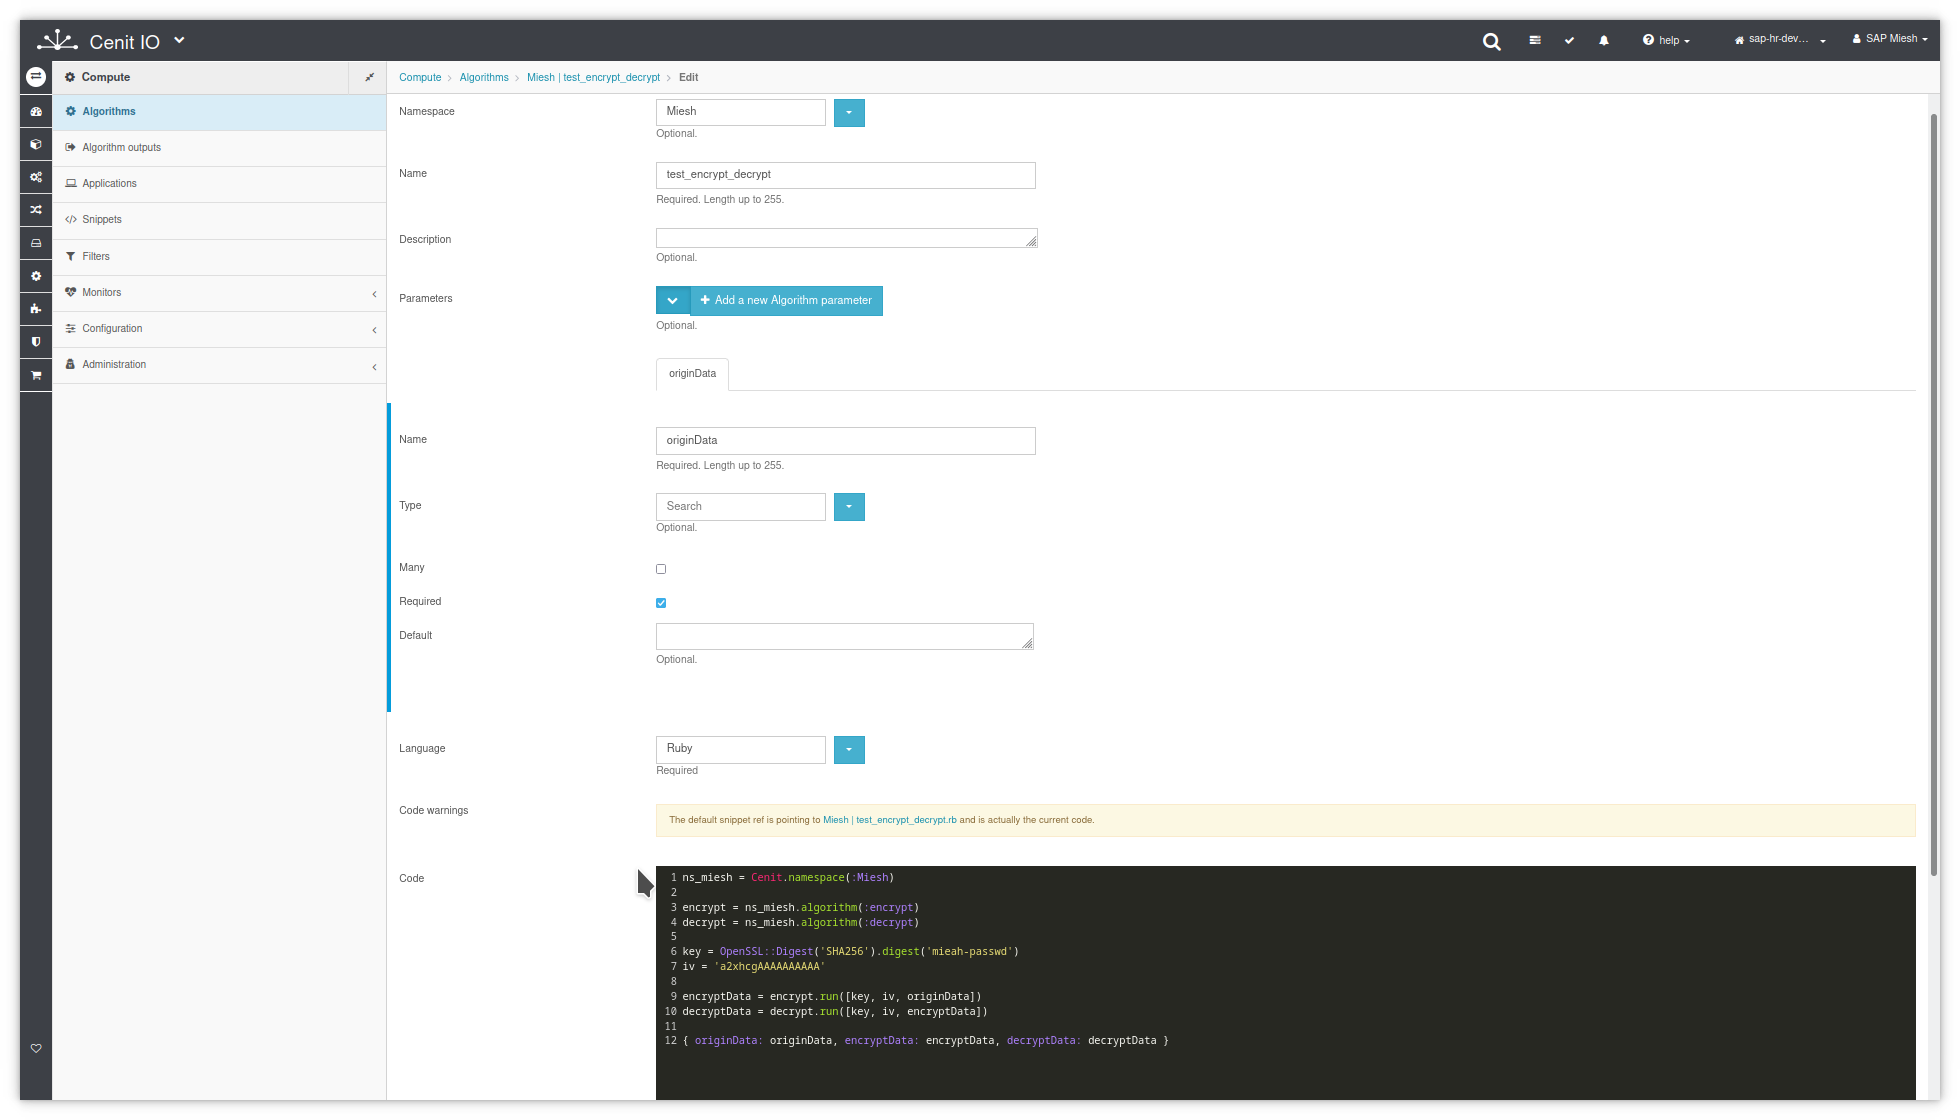 Cenit IO
help
sap-hr-dev...
SAP Miesh
Compute
Algorithms
Algorithm outputs
Applications
Snippets
Filters
Monitors
Configuration
Administration
Compute > Algorithms > Miesh | test_encrypt_decrypt > Edit
Namespace
Miesh
Optional.
Name
test_encrypt_decrypt
Required. Length up to 255.
Description
Optional.
Parameters
Add a new Algorithm parameter
Optional.
originData
Name
originData
Required. Length up to 255.
Type
Search
Optional.
Many
Required
Default
Optional.
Language
Ruby
Required
Code warnings
The default snippet ref is pointing to Miesh | test_encrypt_decrypt.rb and is actually the current code.
Code
1 ns_miesh = Cenit.namespace(:Miesh)
2
3 encrypt = ns_miesh.algorithm(:encrypt)
4 decrypt = ns_miesh.algorithm(:decrypt)
5
6 key = OpenSSL::Digest('SHA256').digest('mieah-passwd')
7 iv = 'a2xhcgAAAAAAAAAA'
8
9 encryptData = encrypt.run([key, iv, originData])
10 decryptData = decrypt.run([key, iv, encryptData])
11
12 { originData: originData, encryptData: encryptData, decryptData: decryptData }